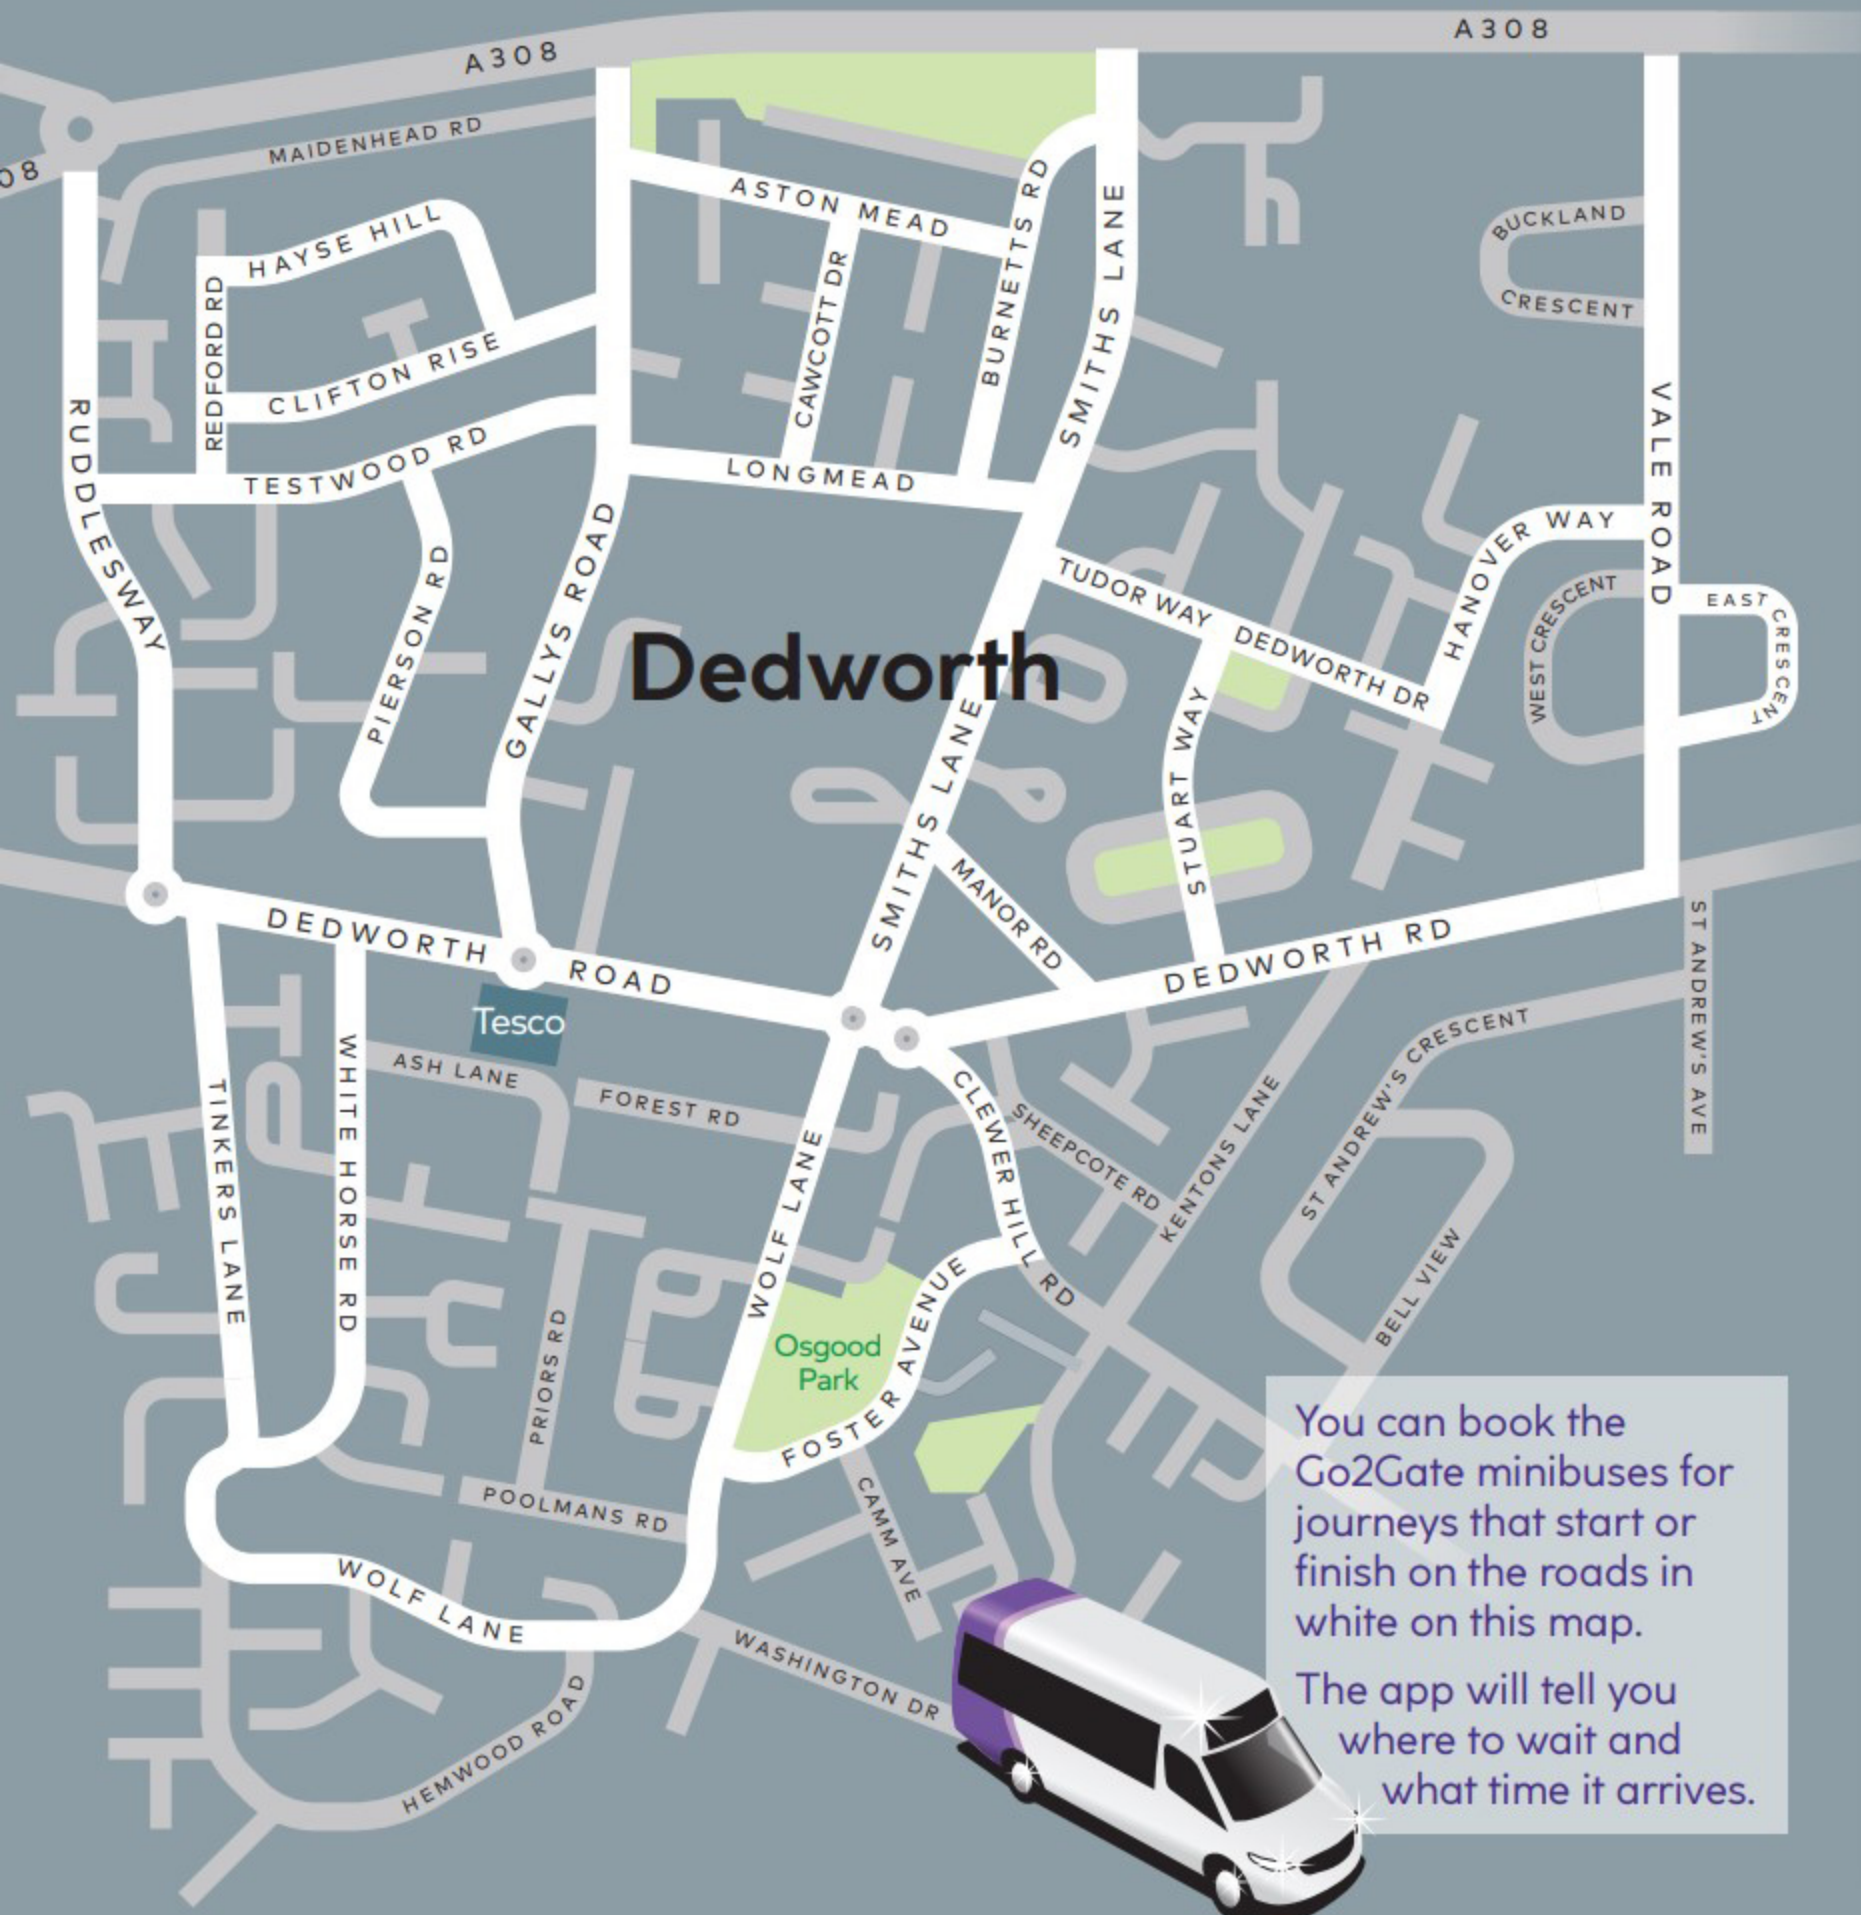 A308
A308
08
MAIDENHEAD RD
HAYSE HILL
REDFORD RD
CLIFTON RISE
TESTWOOD RD
RUDDLESWAY
PIERSON RD
GALLYS ROAD
ASTON MEAD
CAWCOTT DR
BURNETTS RD
SMITHS LANE
SMITHS LANE
LONGMEAD
BUCKLAND
CRESCENT
VALE ROAD
HANOVER WAY
WEST CRESCENT
EAST CRESCENT
TUDOR WAY
DEDWORTH DR
STUART WAY
Dedworth
SMITHS LANE
SMITHS LANE
MANOR RD
DEDWORTH ROAD
DEDWORTH RD
Tesco
ASH LANE
FOREST RD
TINKERS LANE
WHITE HORSE RD
WOLF LANE
CLEWER HILL RD
SHEEPCOTE RD
KENTONS LANE
ST ANDREW'S CRESCENT
ST ANDREW'S AVE
BELL VIEW
PRIORS RD
Osgood
Park
FOSTER AVENUE
POOLMANS RD
CAMM AVE
WOLF LANE
WASHINGTON DR
HEMWOOD ROAD
You can book the
Go2Gate minibuses for
journeys that start or
finish on the roads in
white on this map.
The app will tell you
where to wait and
what time it arrives.